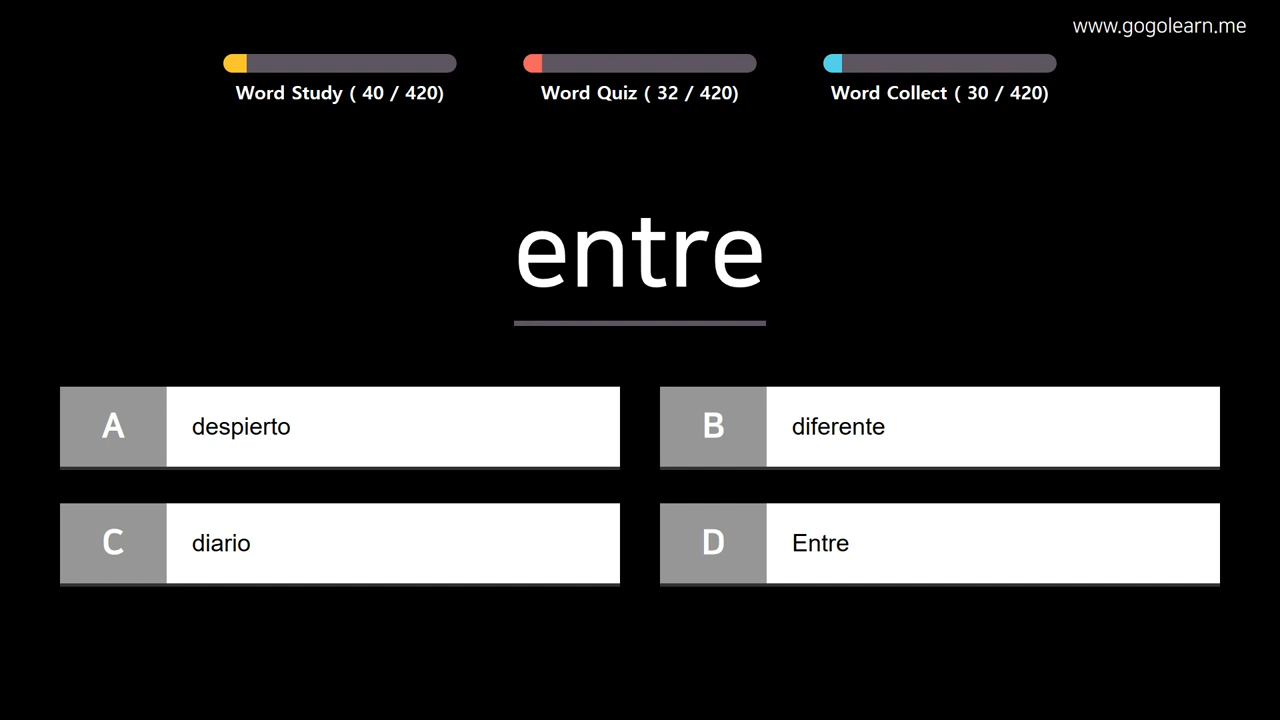 www.gogolearn.me
Word Study ( 40 / 420)
Word Quiz ( 32 / 420)
Word Collect ( 30 / 420)
entre
A despierto
B diferente
C diario
D Entre